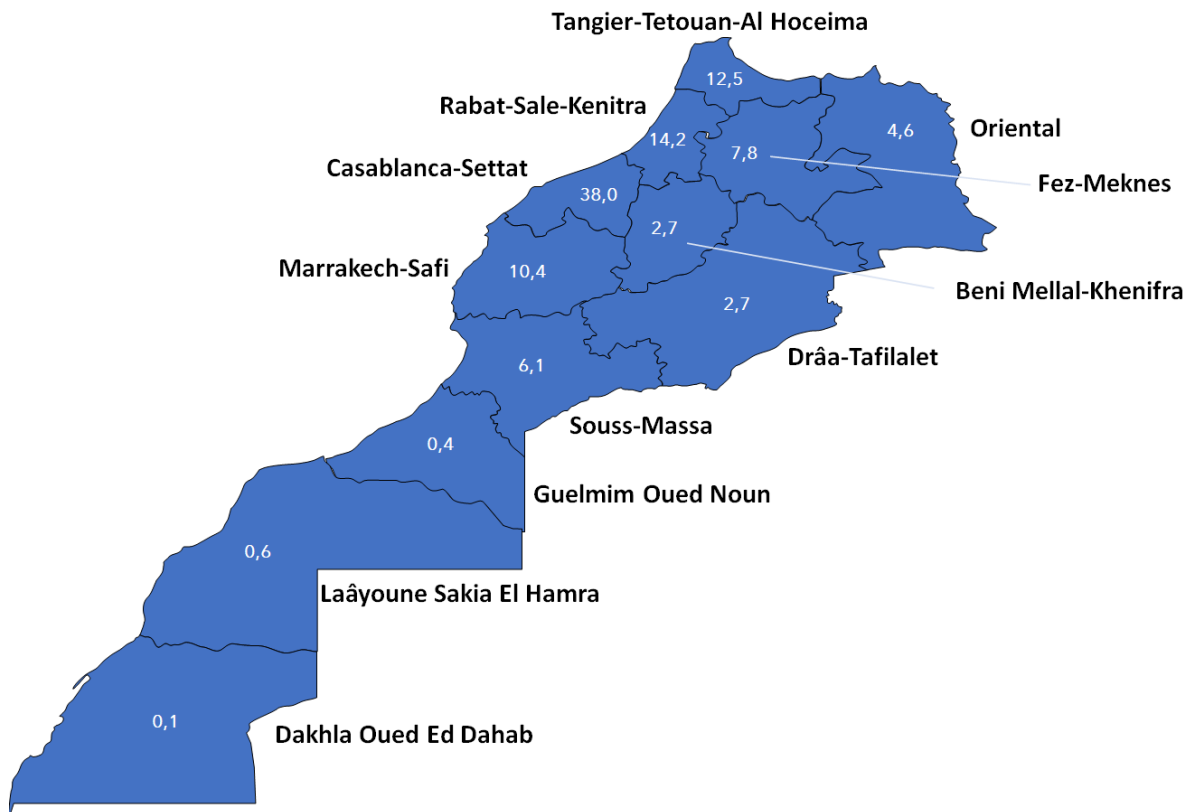 Tangier-Tetouan-Al Hoceima
12,5
Rabat-Sale-Kenitra
14,2
4,6
Oriental
7,8
Casablanca-Settat
Fez-Meknes
38,0
2,7
Marrakech-Safi
10,4
Beni Mellal-Khenifra
2,7
Drâa-Tafilalet
6,1
Souss-Massa
0,4
Guelmim Oued Noun
0,6
Laâyoune Sakia El Hamra
0,1
Dakhla Oued Ed Dahab